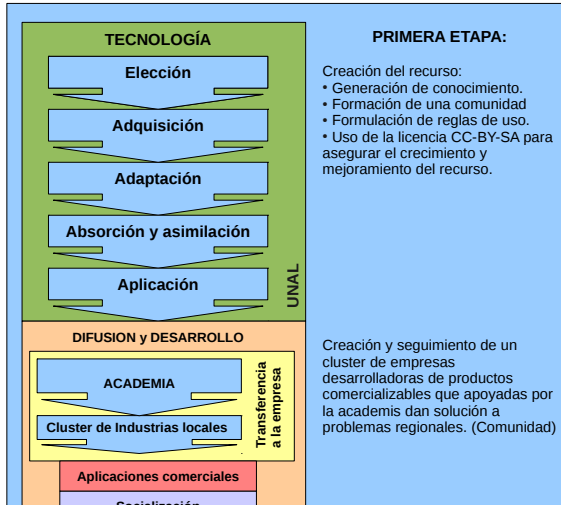 TECNOLOGÍA
Elección
Adquisición
Adaptación
Absorción y asimilación
Aplicación
UNAL
PRIMERA ETAPA:
Creación del recurso:
• Generación de conocimiento.
• Formación de una comunidad
• Formulación de reglas de uso.
• Uso de la licencia CC-BY-SA para
asegurar el crecimiento y
mejoramiento del recurso.
DIFUSION y DESARROLLO
ACADEMIA
Cluster de Industrias locales
Transferencia
a la empresa
Aplicaciones comerciales
Socialización
Creación y seguimiento de un
cluster de empresas
desarrolladoras de productos
comercializables que apoyadas por
la academis dan solución a
problemas regionales. (Comunidad)